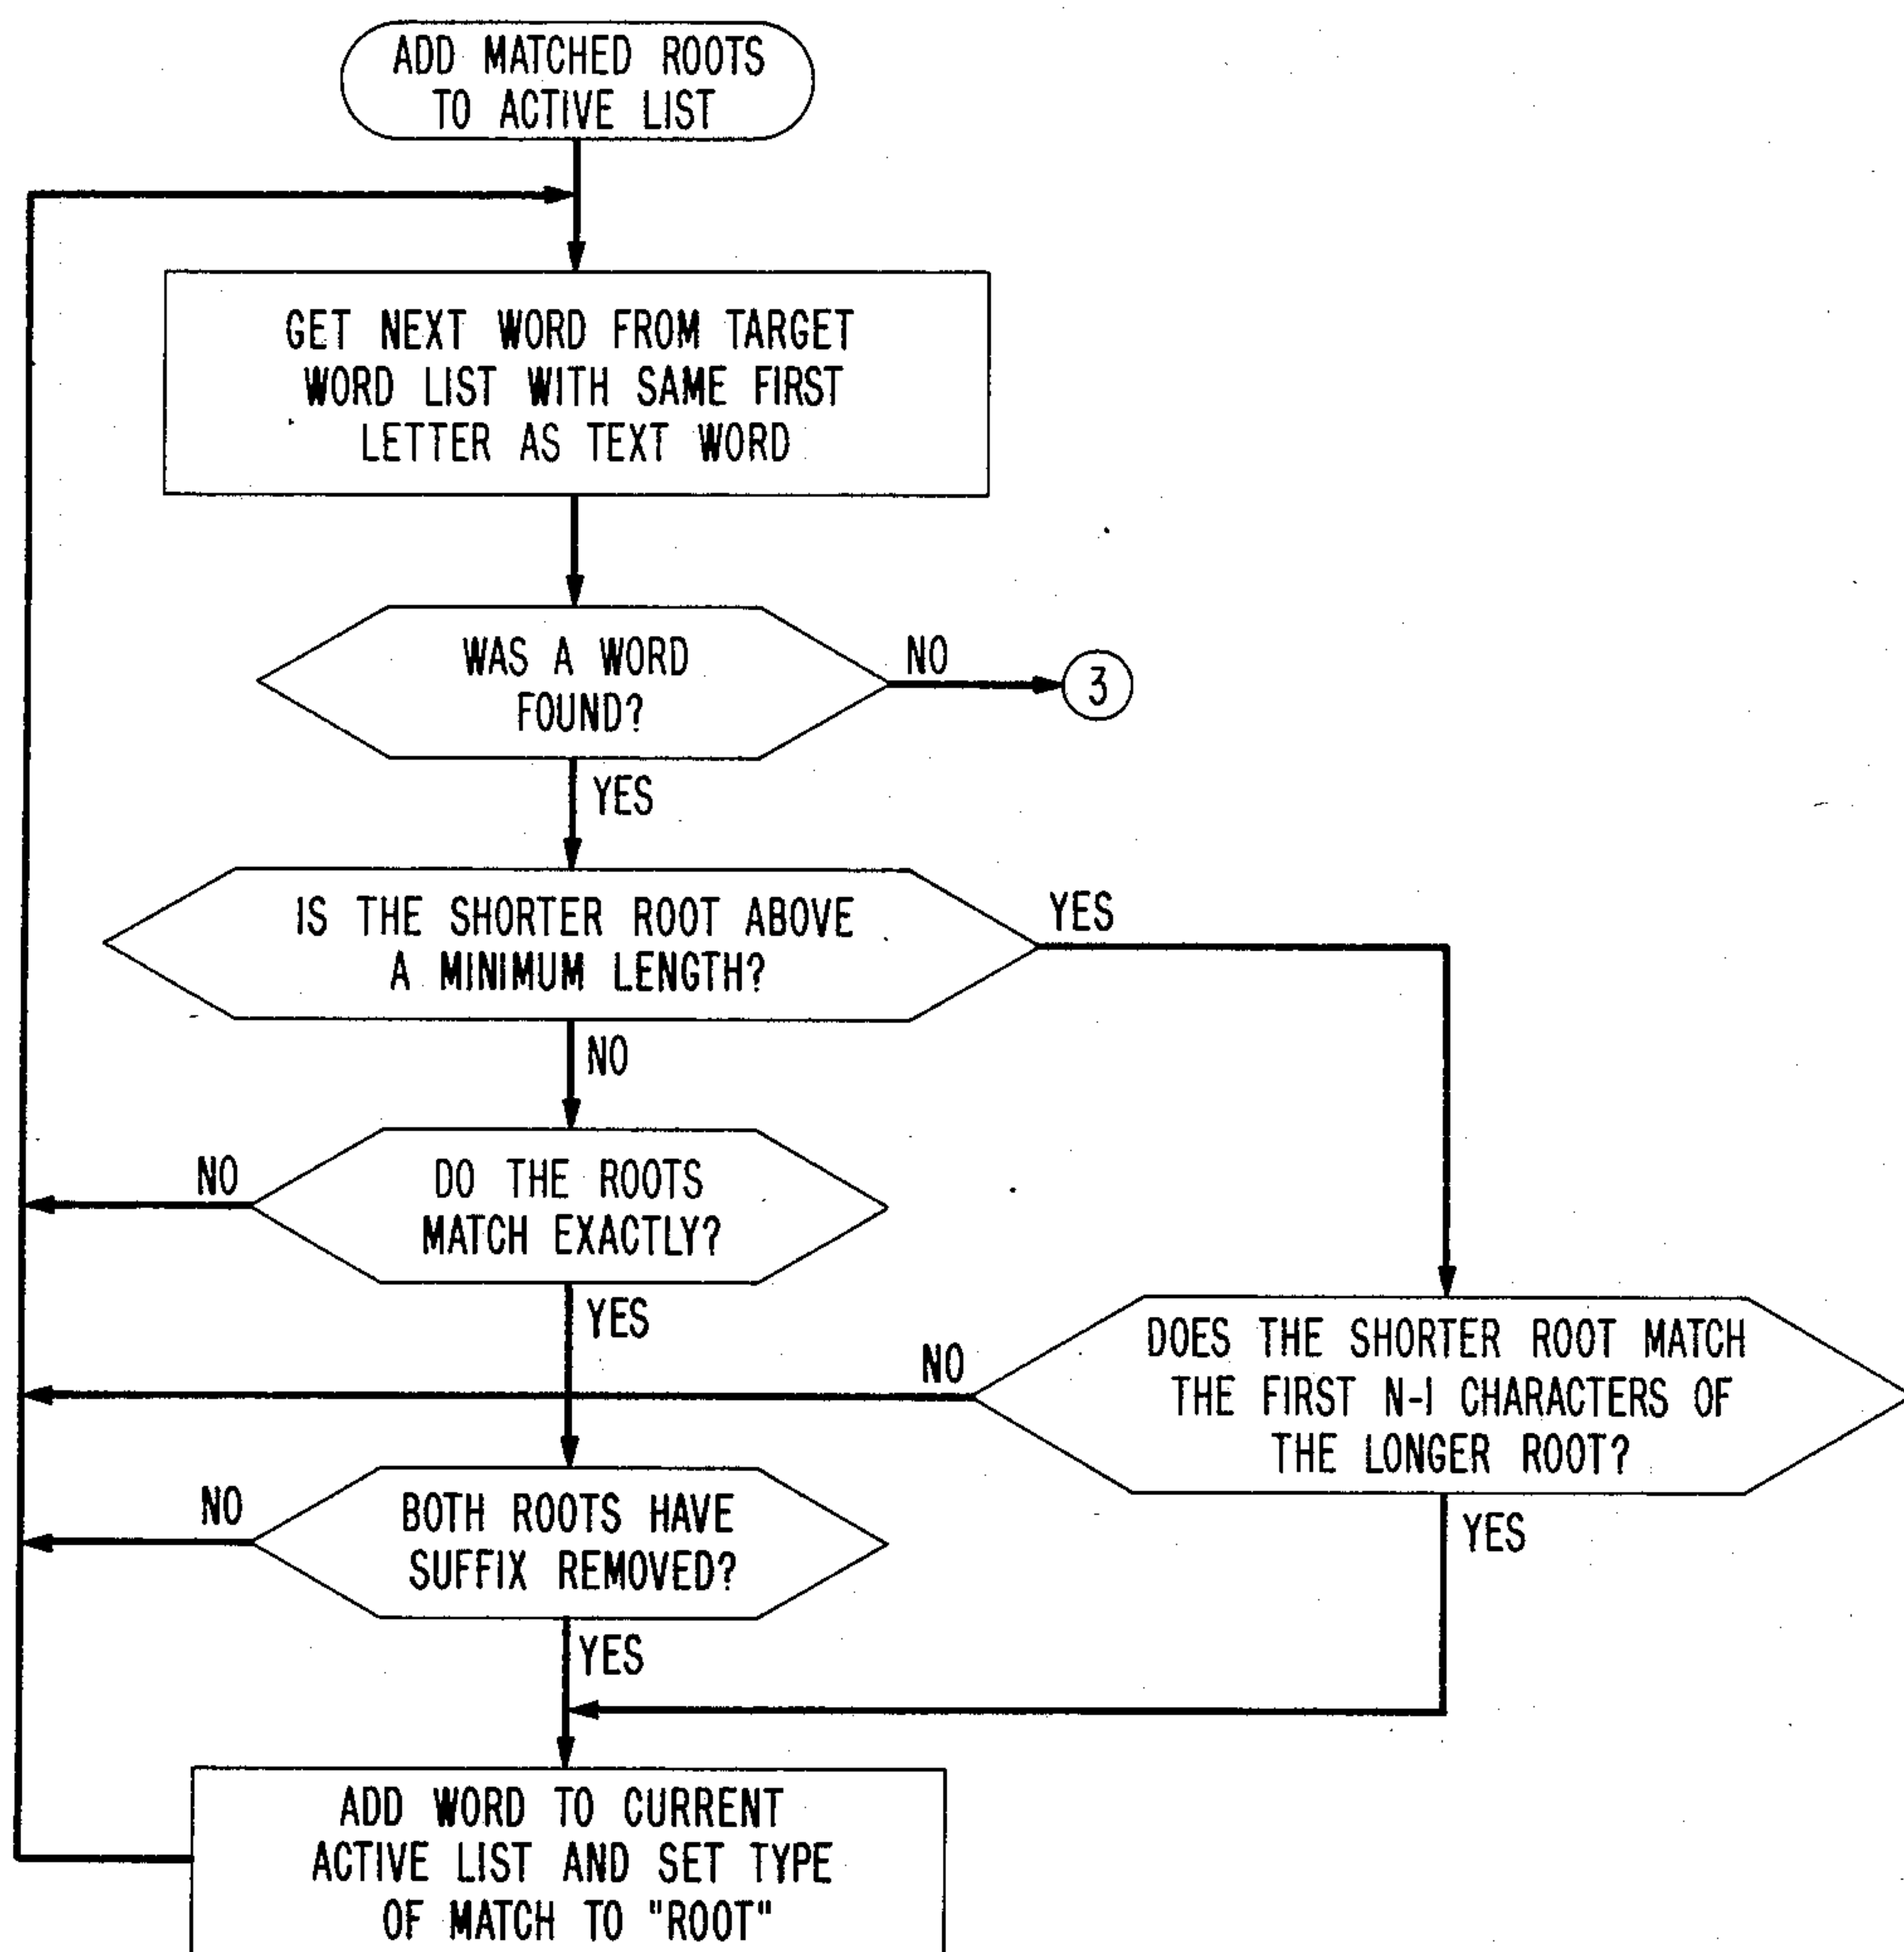 ADD MATCHED ROOTS
TO ACTIVE LIST
GET NEXT WORD FROM TARGET
WORD LIST WITH SAME FIRST
LETTER AS TEXT WORD
WAS A WORD
FOUND?
NO
3
YES
IS THE SHORTER ROOT ABOVE
A MINIMUM LENGTH?
YES
NO
DO THE ROOTS
MATCH EXACTLY?
NO
YES
DOES THE SHORTER ROOT MATCH
THE FIRST N-1 CHARACTERS OF
THE LONGER ROOT?
NO
YES
BOTH ROOTS HAVE
SUFFIX REMOVED?
NO
YES
ADD WORD TO CURRENT
ACTIVE LIST AND SET TYPE
OF MATCH TO "ROOT"